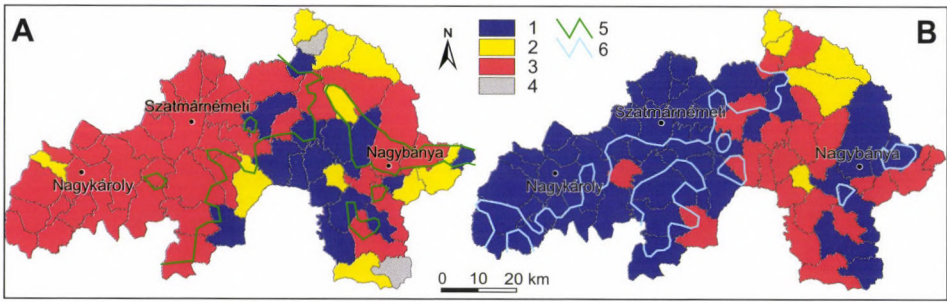 A
N
1
2
3
4
5
6
B
Szatmárnémeti
Nagybánya
Nagykároly
Szatmárnémeti
Nagybánya
Nagykároly
0 10 20 km